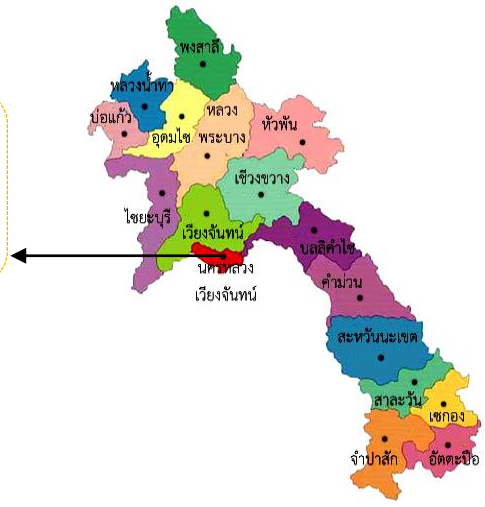 พงสาลี
หลวงน้ำทา
บ่อแก้ว
อุดมไซ
หลวง
พระบาง
หัวพัน
เชีวงขวาง
ไชยะบุรี
เวียงจันทน์
บลลิคำไซ
นครหลวง
เวียงจันทน์
คำม่วน
สะหวันนะเขต
สาละวัน
เซกอง
จำปาสัก
อัตตะปือ